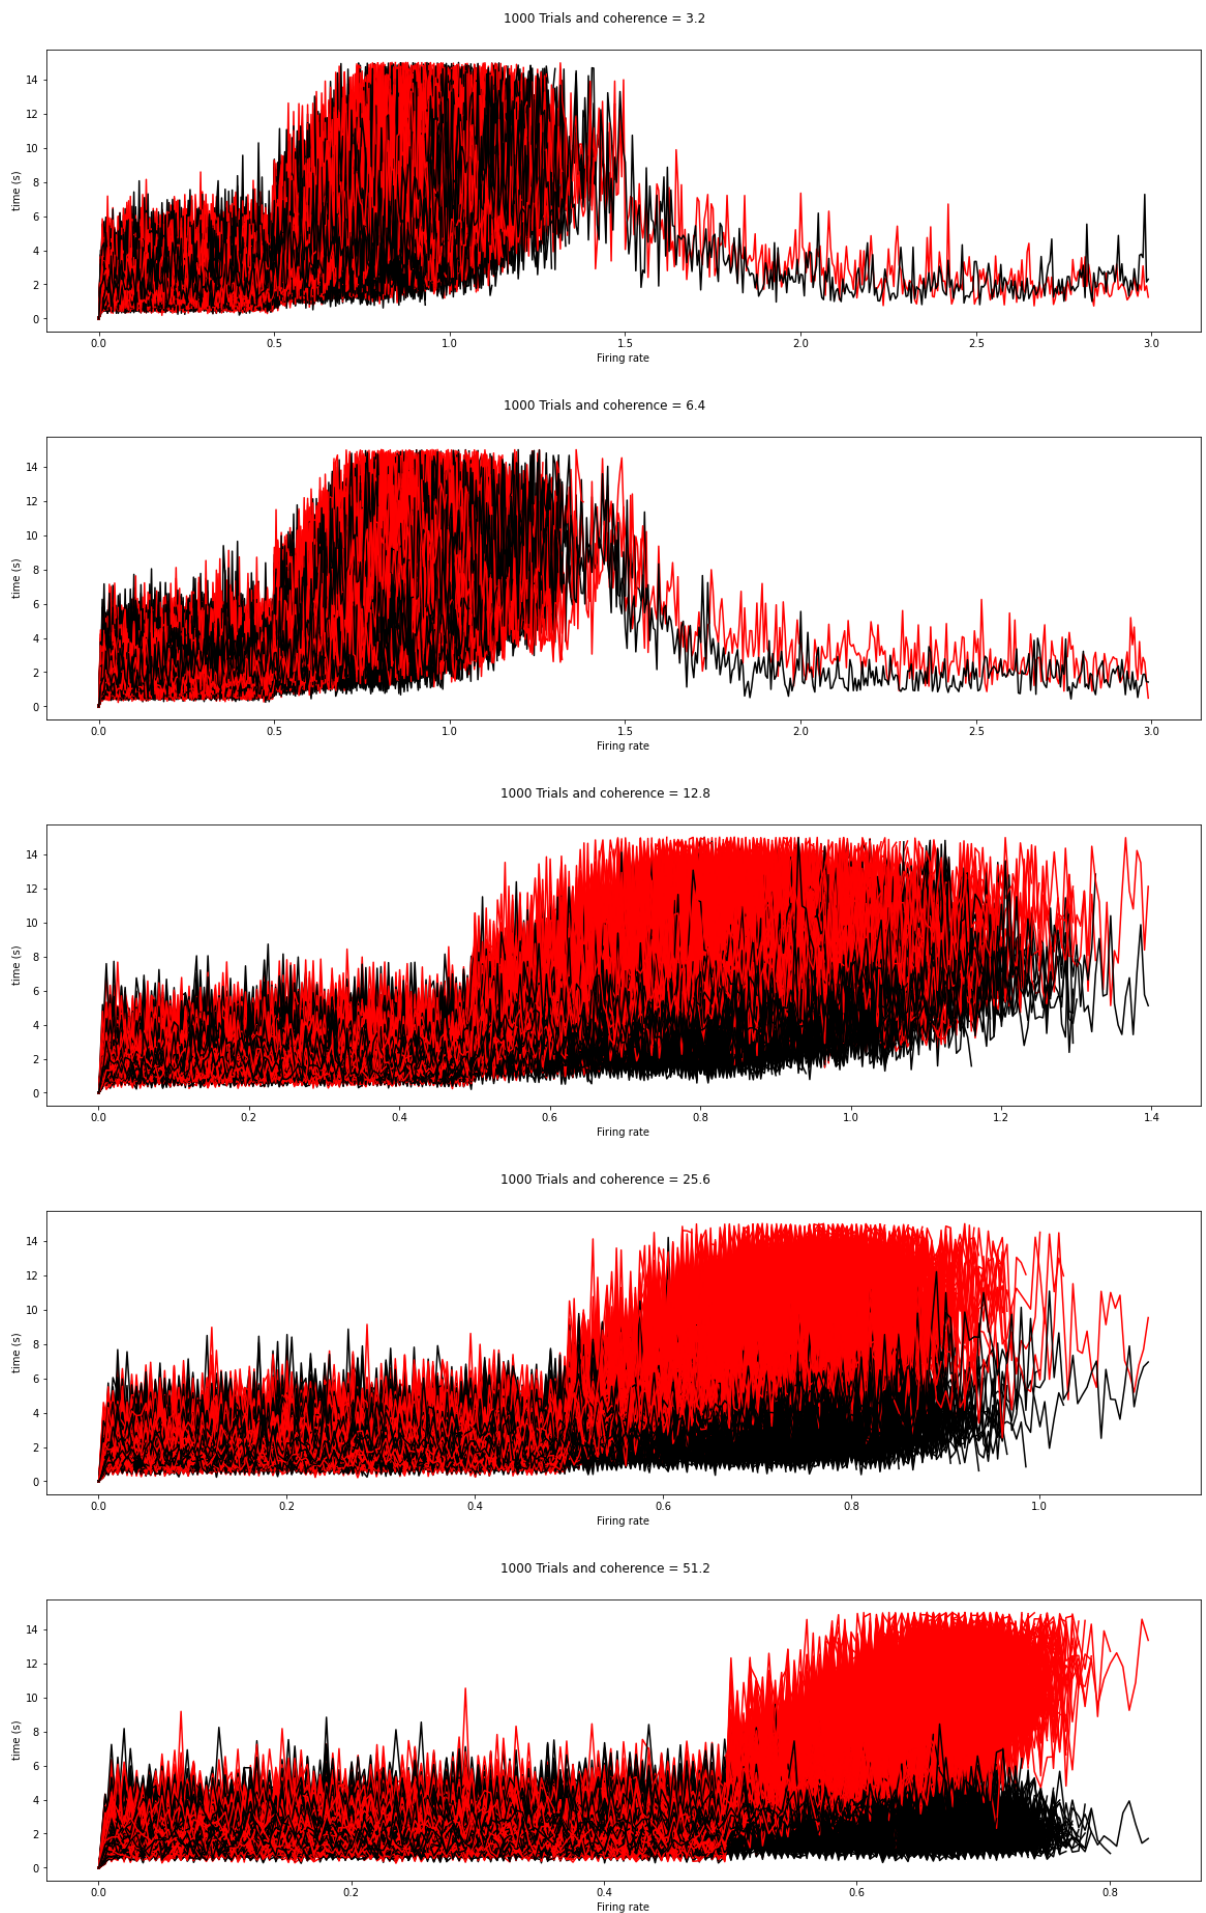 1000 Trials and coherence = 3.2
14
12
10
8
6
4
2
0
time (s)
0.0 0.5 1.0 1.5 2.0 2.5 3.0
Firing rate
1000 Trials and coherence = 6.4
14
12
10
8
6
4
2
0
time (s)
0.0 0.5 1.0 1.5 2.0 2.5 3.0
Firing rate
1000 Trials and coherence = 12.8
14
12
10
8
6
4
2
0
time (s)
0.0 0.2 0.4 0.6 0.8 1.0 1.2 1.4
Firing rate
1000 Trials and coherence = 25.6
14
12
10
8
6
4
2
0
time (s)
0.0 0.2 0.4 0.6 0.8 1.0
Firing rate
1000 Trials and coherence = 51.2
14
12
10
8
6
4
2
0
time (s)
0.0 0.2 0.4 0.6 0.8
Firing rate